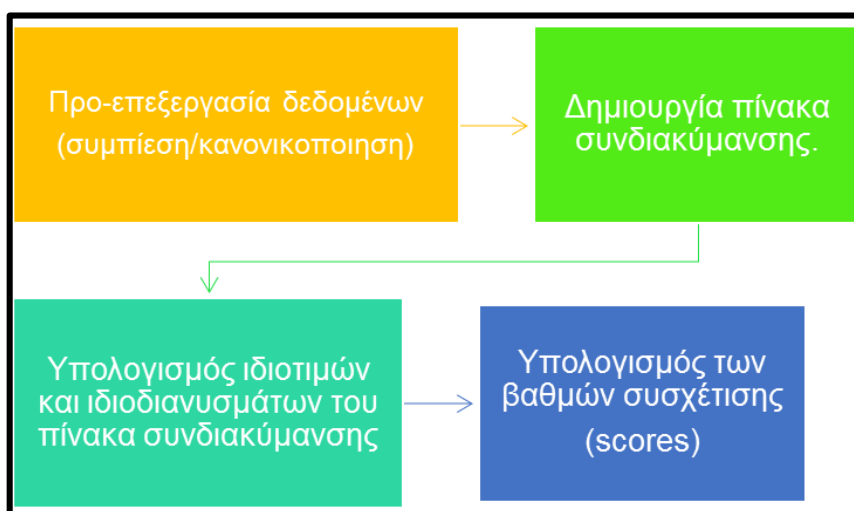 Προ-επεξεργασία δεδομένων
(συμπίεση/κανονικοποιηση)
Δημιουργία πίνακα
συνδιακύμανσης.
Υπολογισμός ιδιοτιμών
και ιδιοδιανυσμάτων του
πίνακα συνδιακύμανσης
Υπολογισμός των
βαθμών συσχέτισης
(scores)